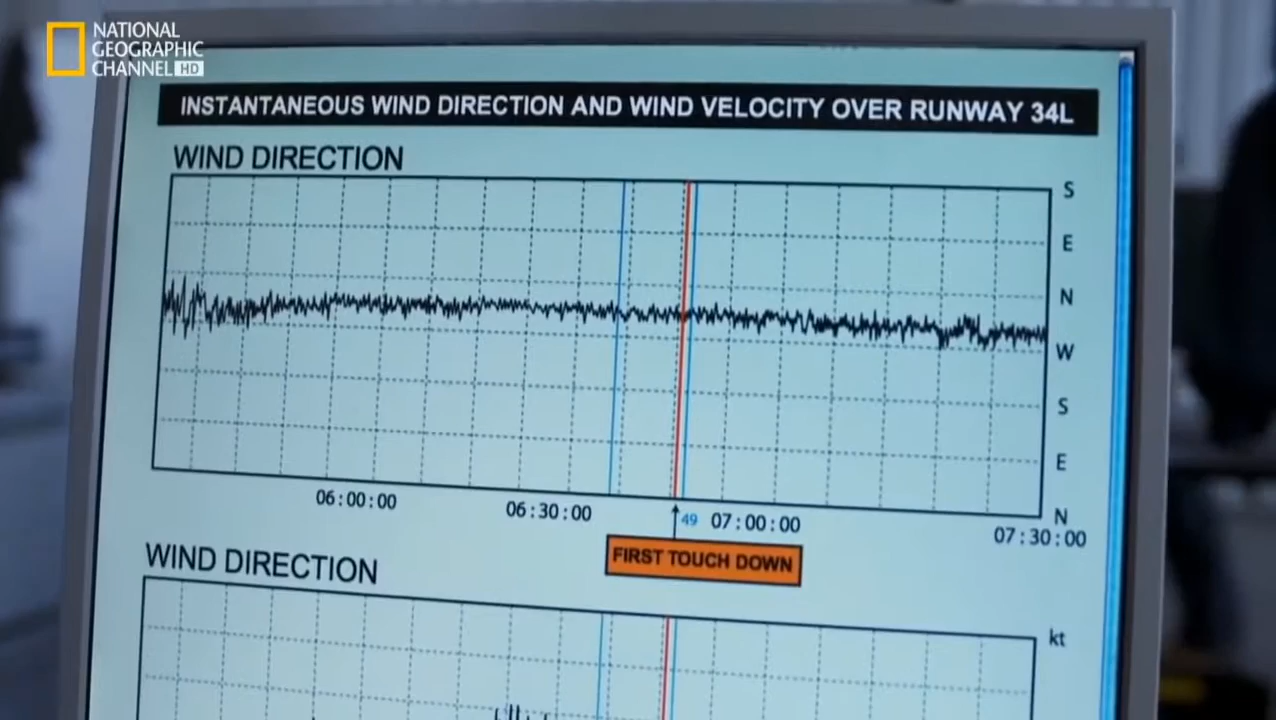 NATIONAL
GEOGRAPHIC
CHANNEL HD
INSTANTANEOUS WIND DIRECTION AND WIND VELOCITY OVER RUNWAY 34L
WIND DIRECTION
S
E
N
W
S
E
N
06:00:00 06:30:00 49 07:00:00 07:30:00
FIRST TOUCH DOWN
WIND DIRECTION
kt